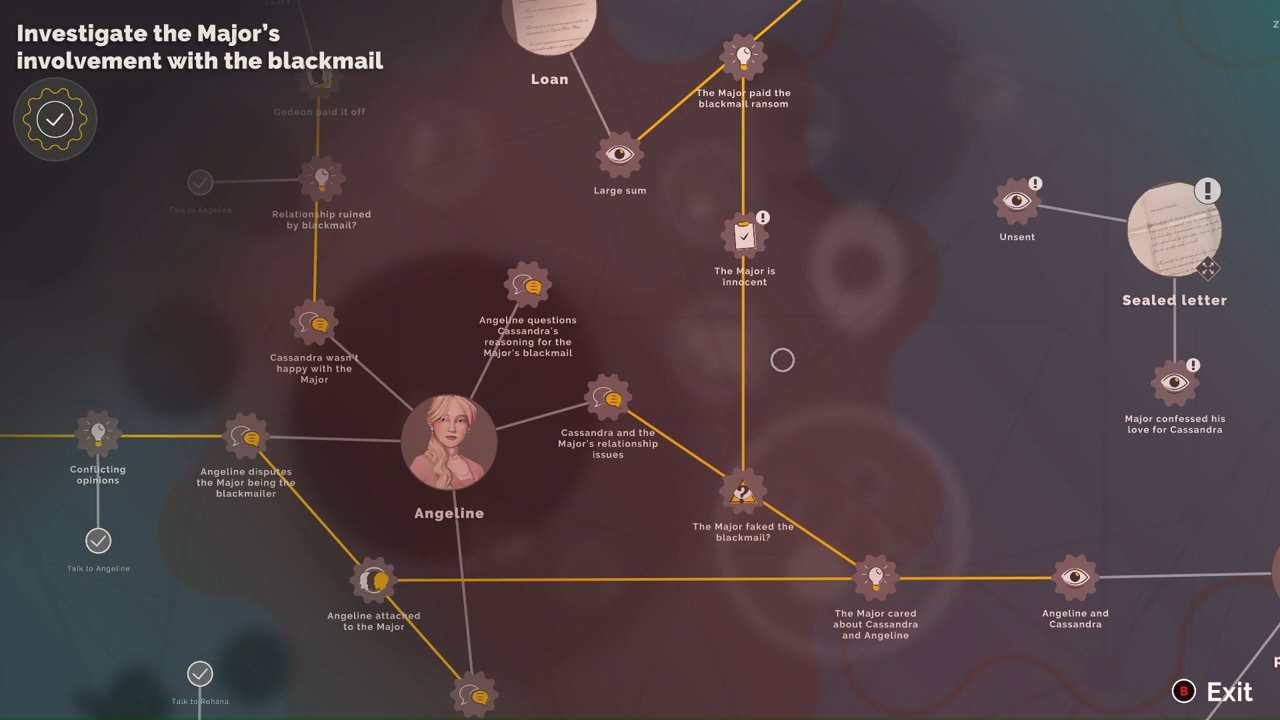 Investigate the Major's
involvement with the blackmail
Gedeon paid it off
Loan
The Major paid the
blackmail ransom
Large sum
Talk to Angeline
Relationship ruined
by blackmail?
Unsent
The Major is
innocent
Sealed letter
Angeline questions
Cassandra's
reasoning for the
Major's blackmail
Cassandra wasn't
happy with the
Major
Major confessed his
love for Cassandra
Cassandra and the
Major's relationship
issues
Conflicting
opinions
Angeline disputes
the Major being the
blackmailer
Angeline
The Major faked the
blackmail?
Talk to Angeline
Angeline attached
to the Major
The Major cared
about Cassandra
and Angeline
Angeline and
Cassandra
Talk to Rehana
B Exit